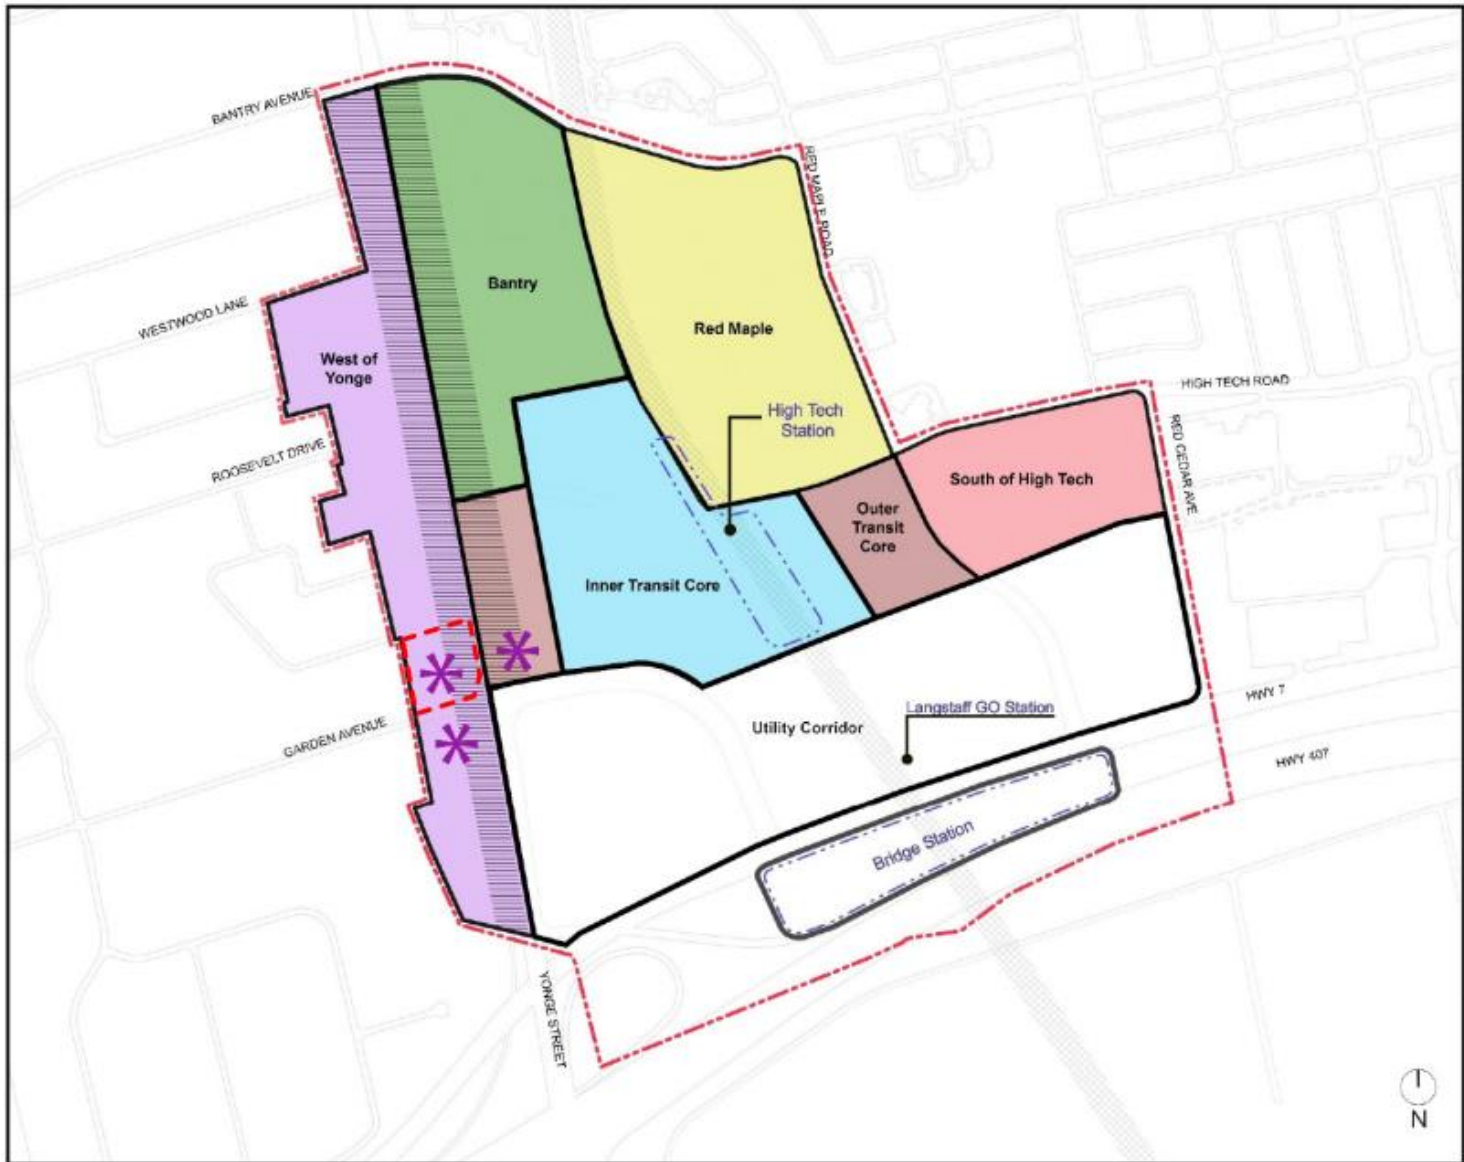 BANTRY AVENUE
RED MAPLE ROAD
WESTWOOD LANE
Bantry
Red Maple
West of
Yonge
HIGH TECH ROAD
High Tech
Station
RED CEDAR AVE
ROOSEVELT DRIVE
South of High Tech
Outer
Transit
Core
Inner Transit Core
GARDEN AVENUE
Utility Corridor
Langstaff GO Station
HWY 7
HWY 407
Bridge Station
YONGE STREET
N